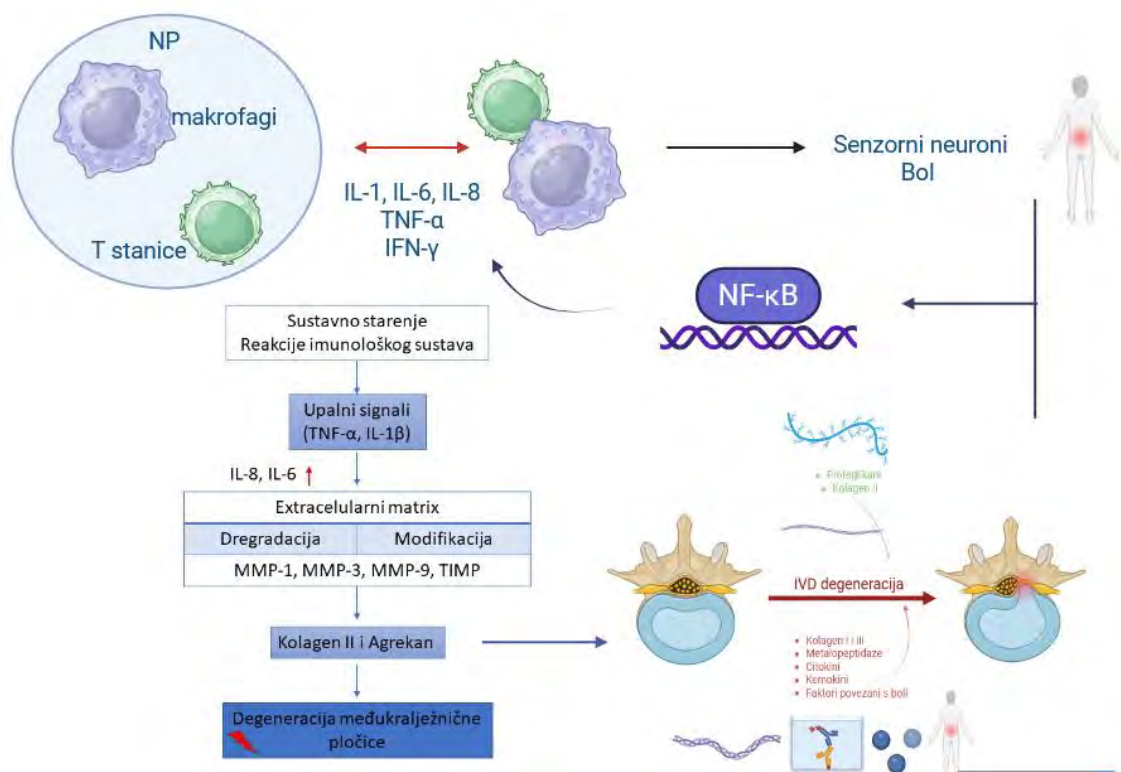 NP
makrofagi
T stanice
IL-1, IL-6, IL-8
TNF-α
IFN-γ
Senzorni neuroni
Bol
NF-κB
Sustavno starenje
Reakcije imunološkog sustava
Upalni signali
(TNF-α, IL-1β)
IL-8, IL-6
Extracelularni matrix
Dregradacija
Modifikacija
MMP-1, MMP-3, MMP-9, TIMP
Kolagen II i Agrekan
Degeneracija međukralježnične
pločice
Proteglikani
Kolagen II
IVD degeneracija
Kolagen I i III
Metalopeptidaze
Citokini
Kemokini
Faktori povezani s boli